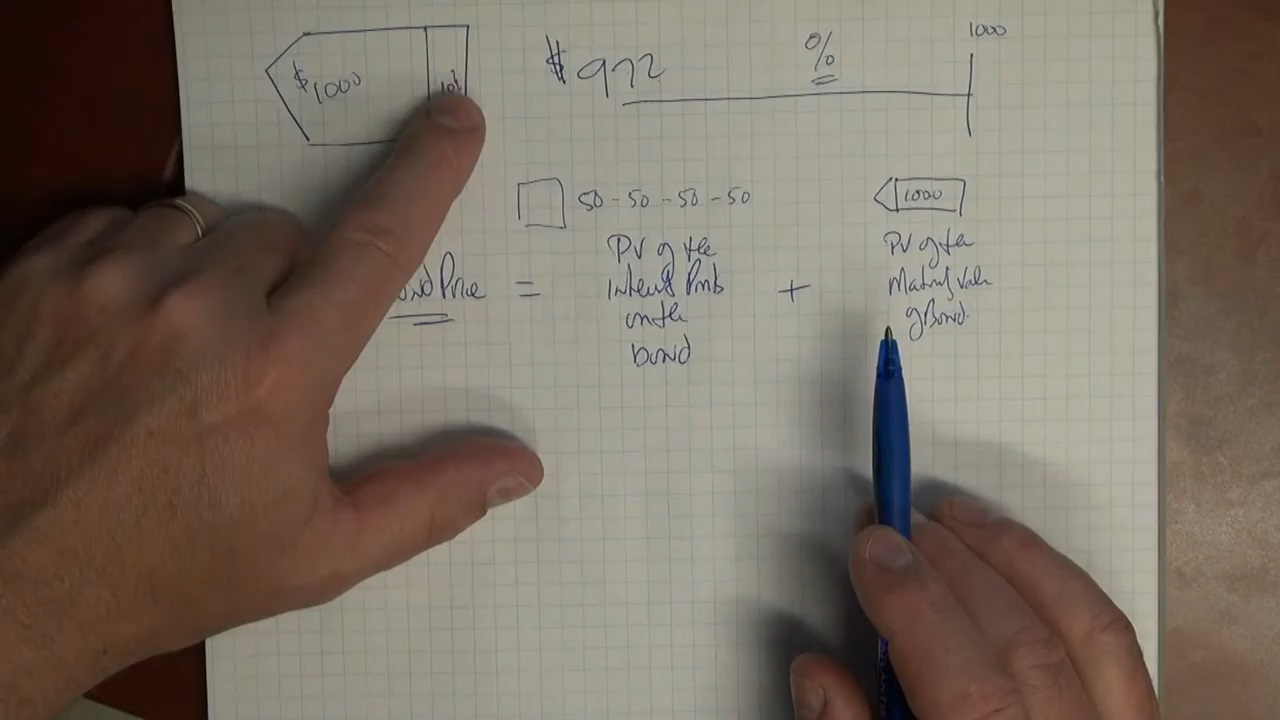 $1000
$972
%
1000
50 - 50 - 50 - 50
1000
PV of the
Interest Pmts
on the
bond
Price =
+
PV of the
Maturity Value
of Bond.